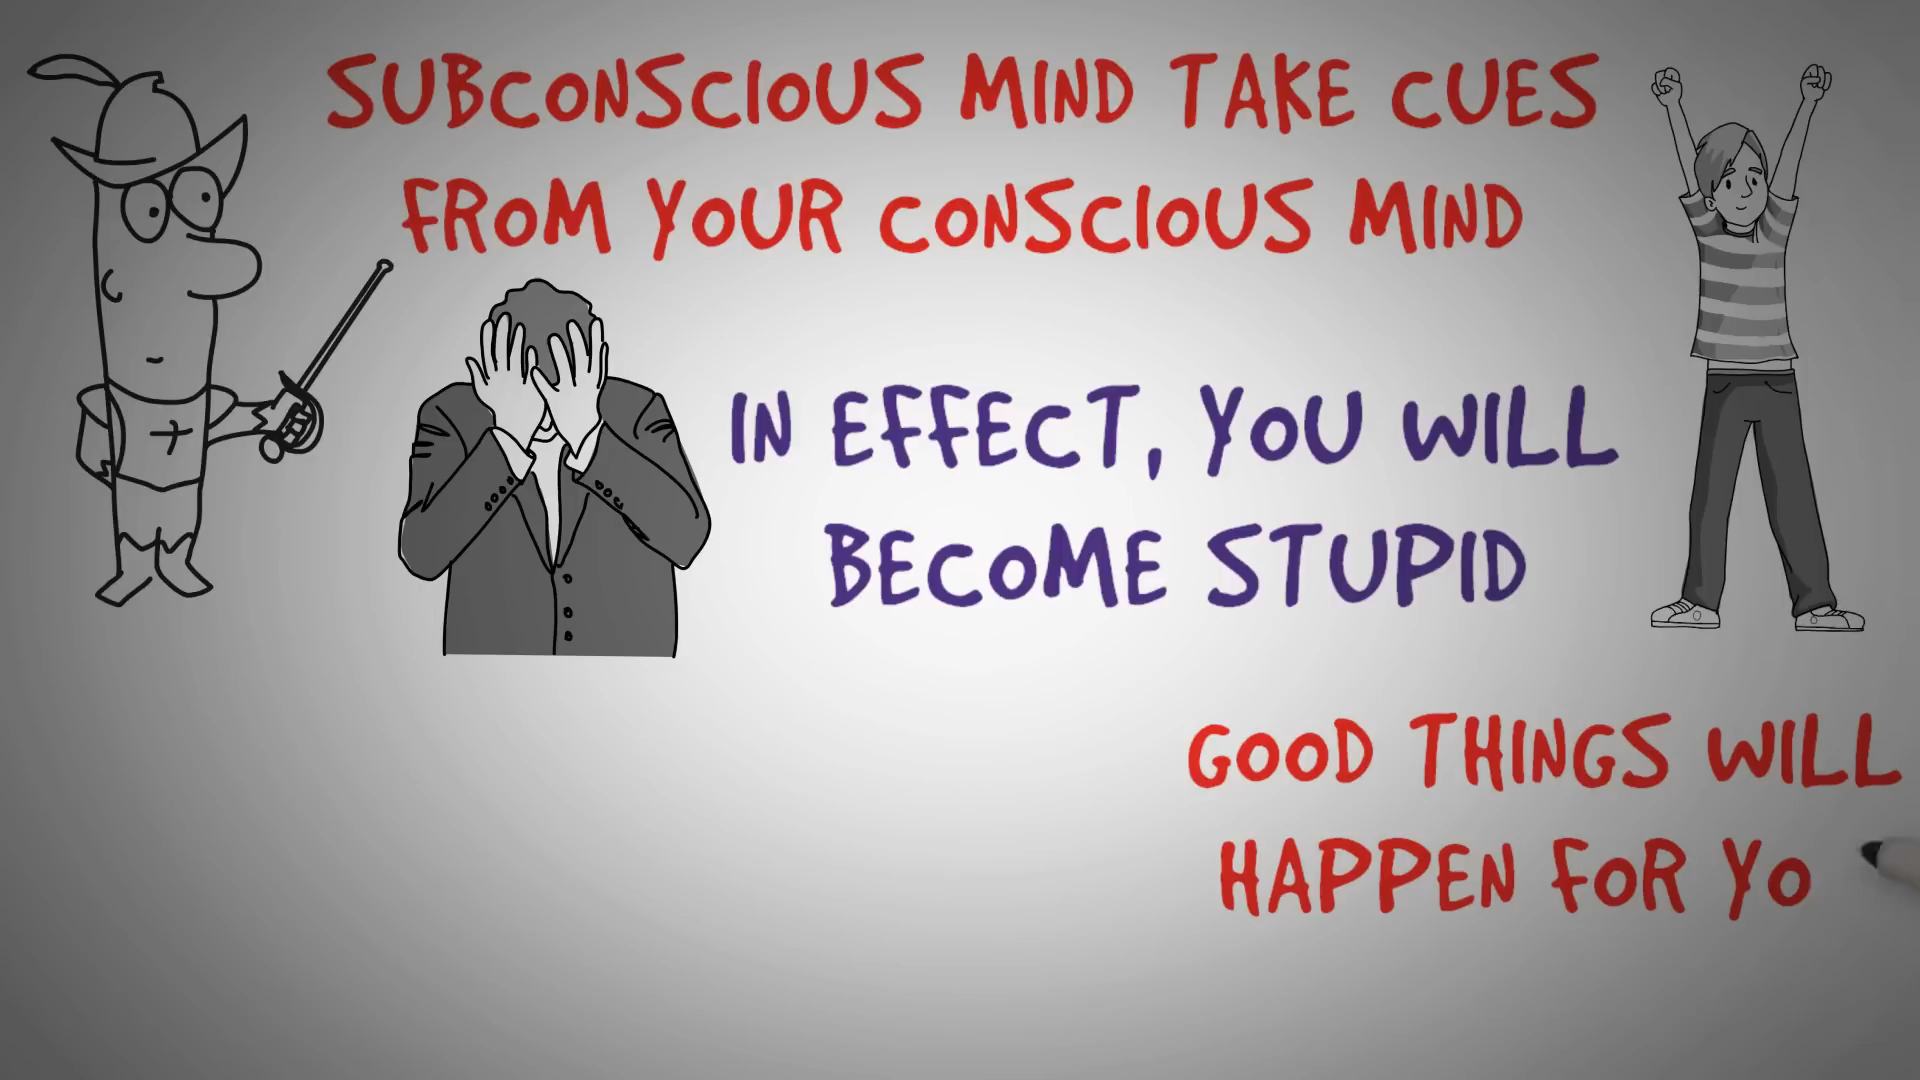 SUBCONSCIOUS MIND TAKE CUES
FROM YOUR CONSCIOUS MIND
IN EFFECT, YOU WILL
BECOME STUPID
GOOD THINGS WILL
HAPPEN FOR YO